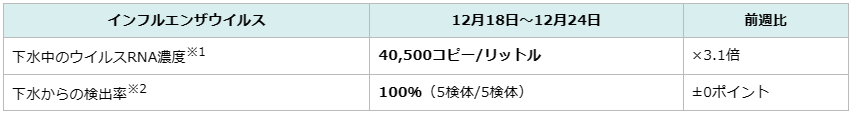 インフルエンザウイルス 12月18日～12月24日 前週比
下水中のウイルスRNA濃度※1 40,500コピー/リットル ×3.1倍
下水からの検出率※2 100%（5検体/5検体） ±0ポイント